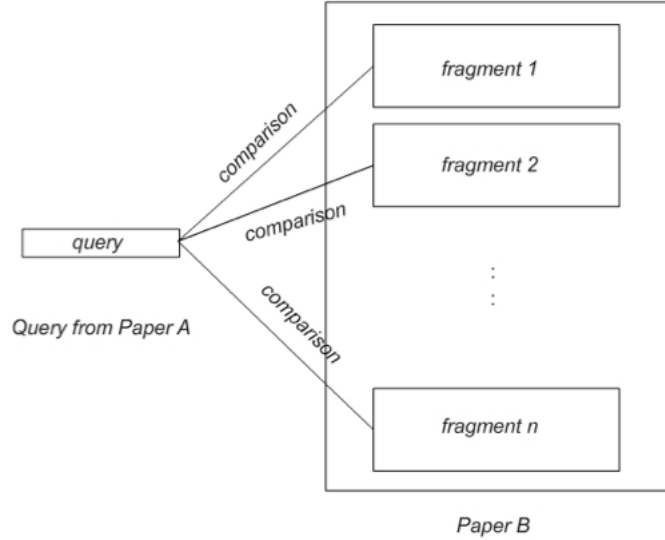 fragment 1
comparison
fragment 2
comparison
query
comparison
Query from Paper A
fragment n
Paper B